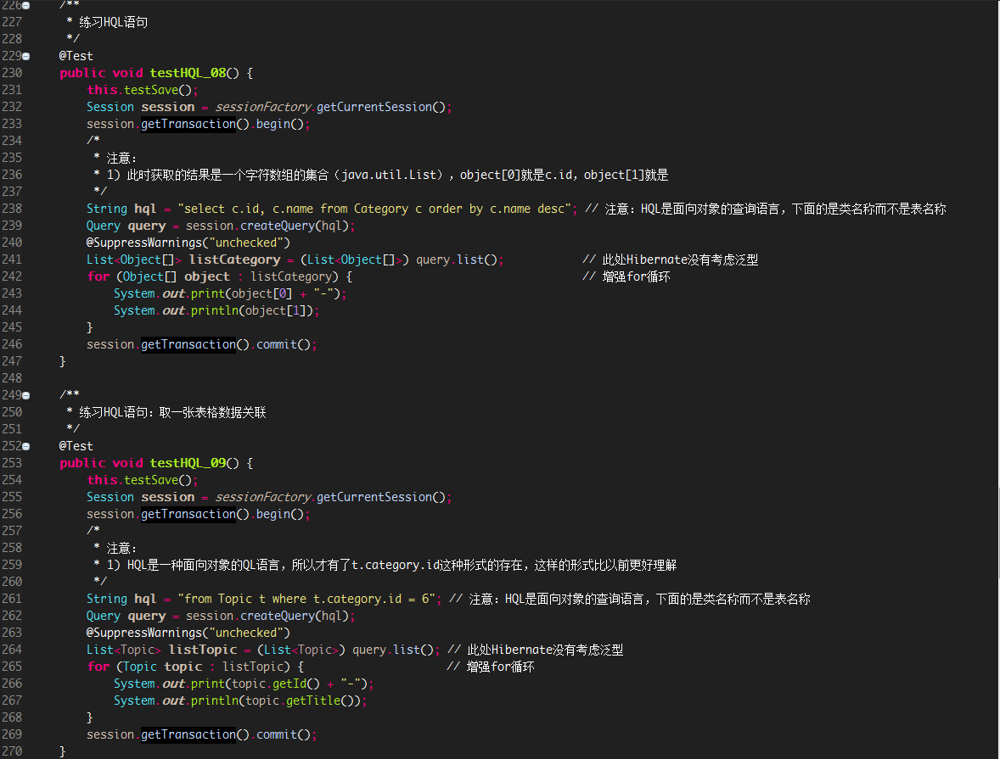 226 /**
227 * 练习HQL语句
228 */
229 @Test
230 public void testHQL_08() {
231 this.testSave();
232 Session session = sessionFactory.getCurrentSession();
233 session.getTransaction().begin();
234 /*
235 * 注意：
236 * 1) 此时获取的结果是一个字符数组的集合（java.util.List），object[0]就是c.id，object[1]就是
237 */
238 String hql = "select c.id, c.name from Category c order by c.name desc"; // 注意：HQL是面向对象的查询语言，下面的是类名称而不是表名称
239 Query query = session.createQuery(hql);
240 @SuppressWarnings("unchecked")
241 List<Object[]> listCategory = (List<Object[]>) query.list(); // 此处Hibernate没有考虑泛型
242 for (Object[] object : listCategory) { // 增强for循环
243 System.out.print(object[0] + "-");
244 System.out.println(object[1]);
245 }
246 session.getTransaction().commit();
247 }
248
249 /**
250 * 练习HQL语句：取一张表格数据关联
251 */
252 @Test
253 public void testHQL_09() {
254 this.testSave();
255 Session session = sessionFactory.getCurrentSession();
256 session.getTransaction().begin();
257 /*
258 * 注意：
259 * 1) HQL是一种面向对象的QL语言，所以才有了t.category.id这种形式的存在，这样的形式比以前更好理解
260 */
261 String hql = "from Topic t where t.category.id = 6"; // 注意：HQL是面向对象的查询语言，下面的是类名称而不是表名称
262 Query query = session.createQuery(hql);
263 @SuppressWarnings("unchecked")
264 List<Topic> listTopic = (List<Topic>) query.list(); // 此处Hibernate没有考虑泛型
265 for (Topic topic : listTopic) { // 增强for循环
266 System.out.print(topic.getId() + "-");
267 System.out.println(topic.getTitle());
268 }
269 session.getTransaction().commit();
270 }